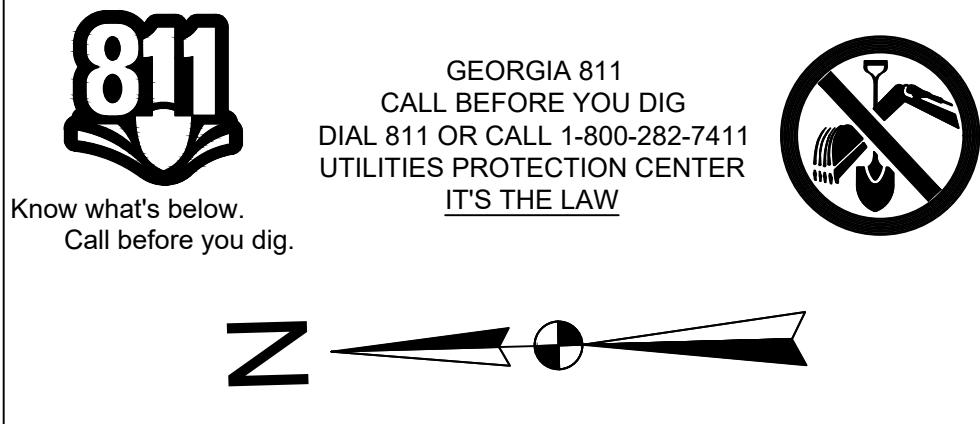 811
Know what's below.
Call before you dig.
GEORGIA 811
CALL BEFORE YOU DIG
DIAL 811 OR CALL 1-800-282-7411
UTILITIES PROTECTION CENTER
IT'S THE LAW
N